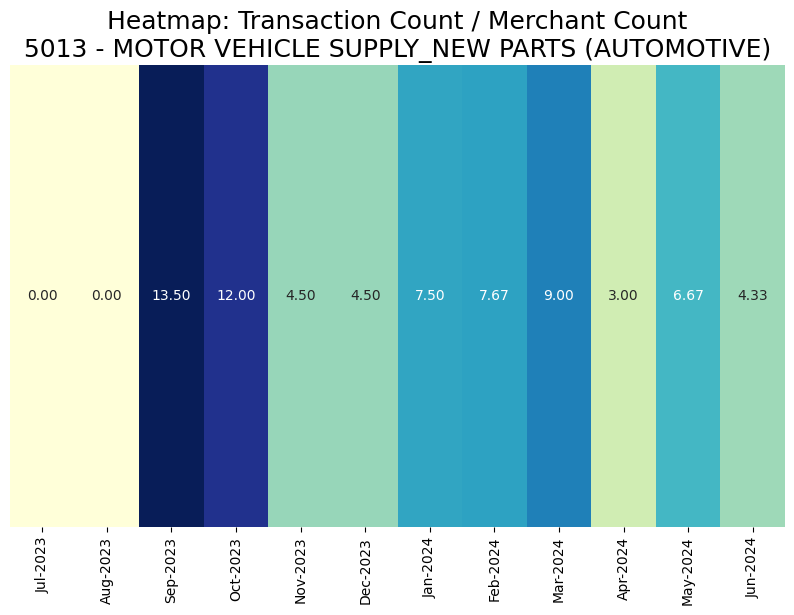 Heatmap: Transaction Count / Merchant Count
5013 - MOTOR VEHICLE SUPPLY_NEW PARTS (AUTOMOTIVE)
0.00 0.00 13.50 12.00 4.50 4.50 7.50 7.67 9.00 3.00 6.67 4.33
Jul-2023 Aug-2023 Sep-2023 Oct-2023 Nov-2023 Dec-2023 Jan-2024 Feb-2024 Mar-2024 Apr-2024 May-2024 Jun-2024